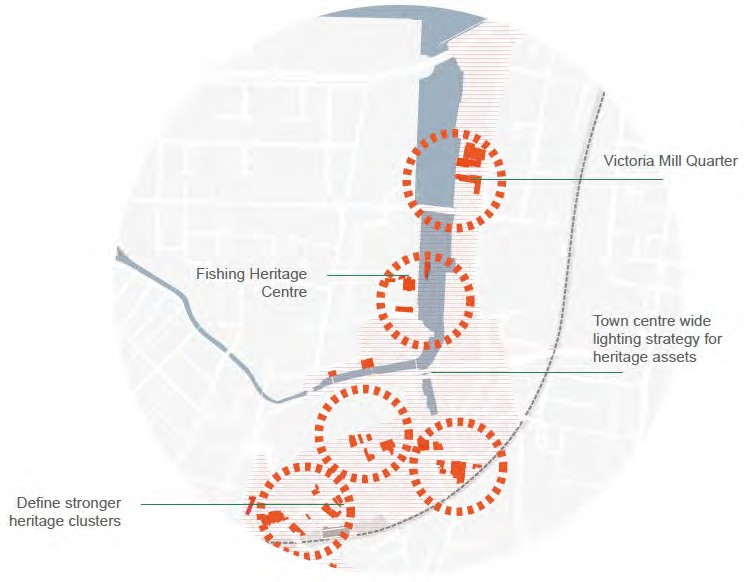 Victoria Mill Quarter
Fishing Heritage
Centre
Town centre wide
lighting strategy for
heritage assets
Define stronger
heritage clusters